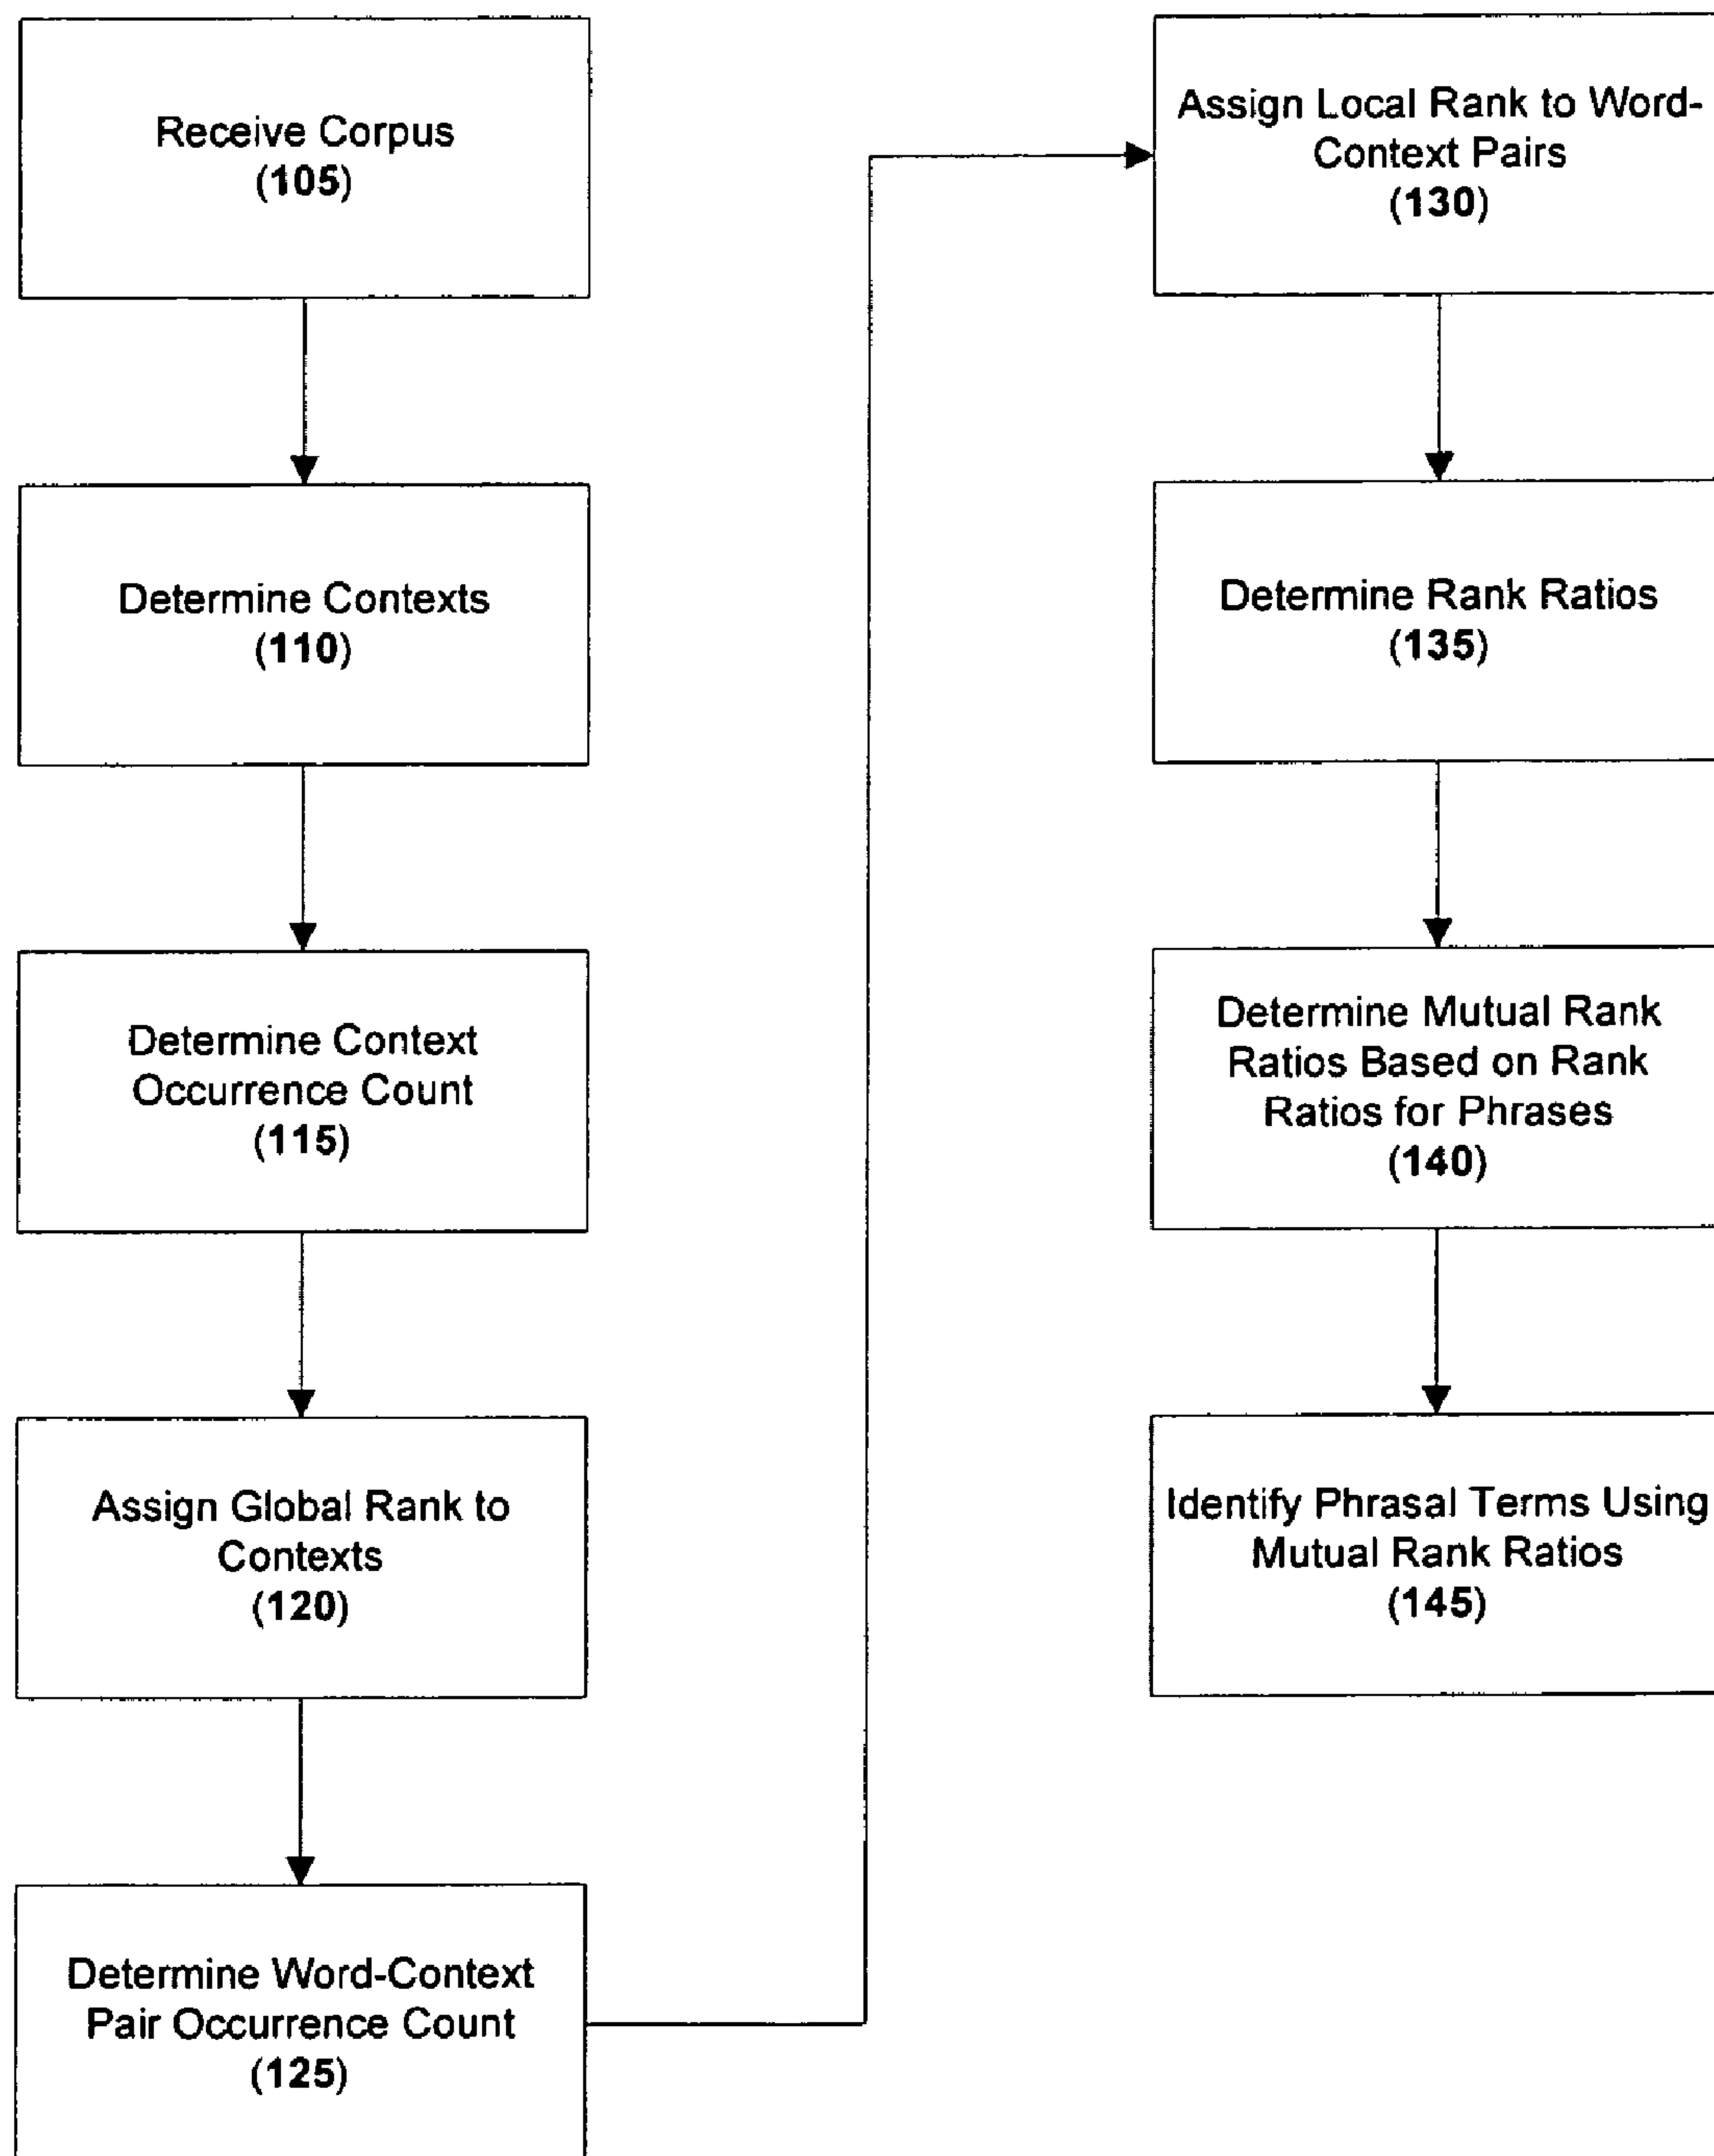 Receive Corpus
(105)
Determine Contexts
(110)
Determine Context
Occurrence Count
(115)
Assign Global Rank to
Contexts
(120)
Determine Word-Context
Pair Occurrence Count
(125)
Assign Local Rank to Word-
Context Pairs
(130)
Determine Rank Ratios
(135)
Determine Mutual Rank
Ratios Based on Rank
Ratios for Phrases
(140)
Identify Phrasal Terms Using
Mutual Rank Ratios
(145)